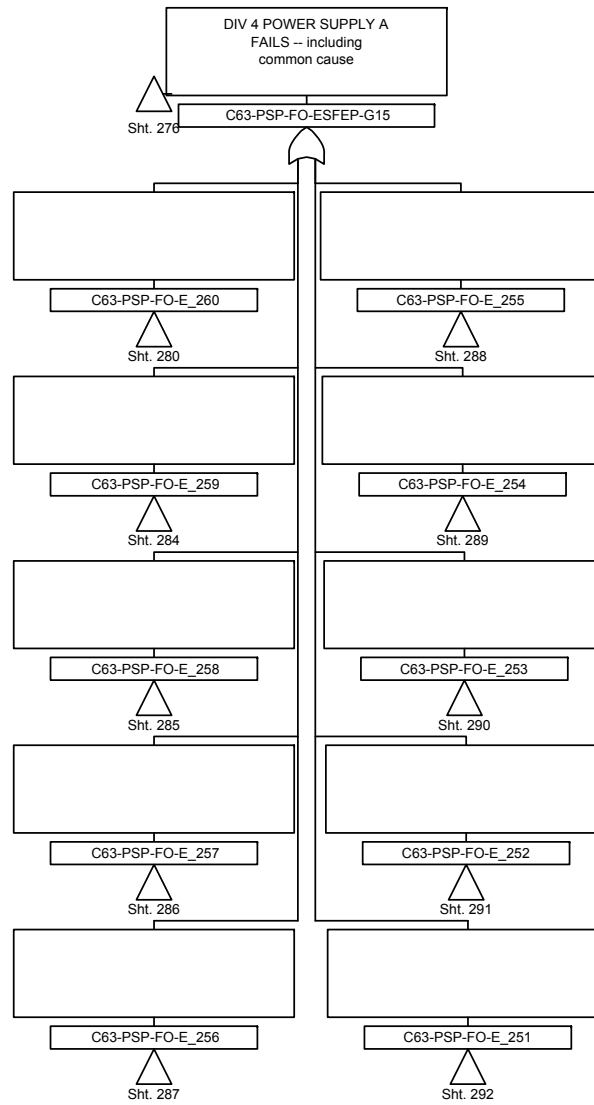 DIV 4 POWER SUPPLY A
FAILS -- including
common cause
Sht. 276
C63-PSP-FO-ESFEP-G15
C63-PSP-FO-E_260
Sht. 280
C63-PSP-FO-E_255
Sht. 288
C63-PSP-FO-E_259
Sht. 284
C63-PSP-FO-E_254
Sht. 289
C63-PSP-FO-E_258
Sht. 285
C63-PSP-FO-E_253
Sht. 290
C63-PSP-FO-E_257
Sht. 286
C63-PSP-FO-E_252
Sht. 291
C63-PSP-FO-E_256
Sht. 287
C63-PSP-FO-E_251
Sht. 292